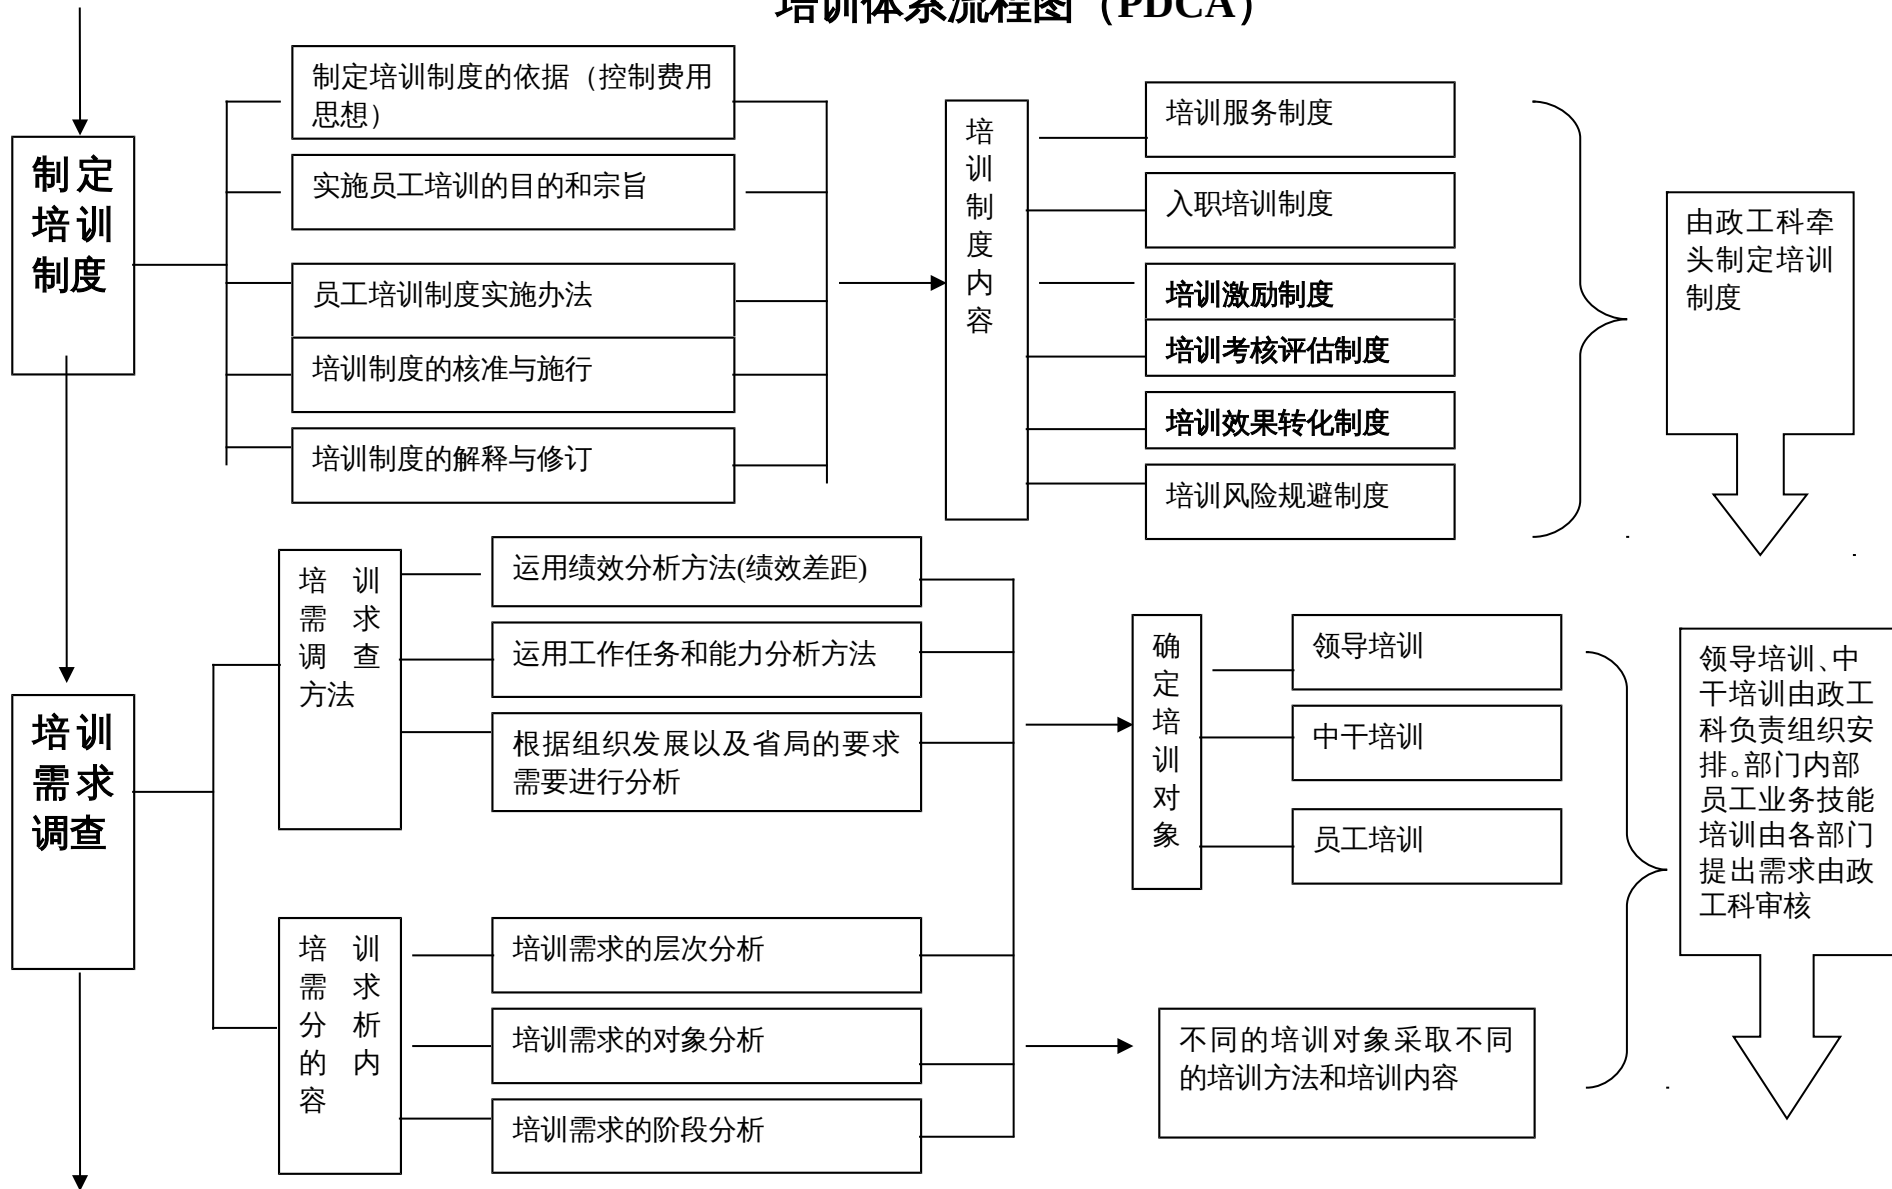 培训体系流程图（PDCA）
制定
培训
制度
制定培训制度的依据（控制费用
思想）
实施员工培训的目的和宗旨
员工培训制度实施办法
培训制度的核准与施行
培训制度的解释与修订
培
训
制
度
内
容
培训服务制度
入职培训制度
培训激励制度
培训考核评估制度
培训效果转化制度
培训风险规避制度
由政工科牵
头制定培训
制度
培训
需求
调查
培训
需求
调查
方法
运用绩效分析方法(绩效差距)
运用工作任务和能力分析方法
根据组织发展以及省局的要求
需要进行分析
培训
需求
分析
的内
容
培训需求的层次分析
培训需求的对象分析
培训需求的阶段分析
确
定
培
训
对
象
领导培训
中干培训
员工培训
不同的培训对象采取不同
的培训方法和培训内容
领导培训、中
干培训由政工
科负责组织安
排。部门内部
员工业务技能
培训由各部门
提出需求由政
工科审核